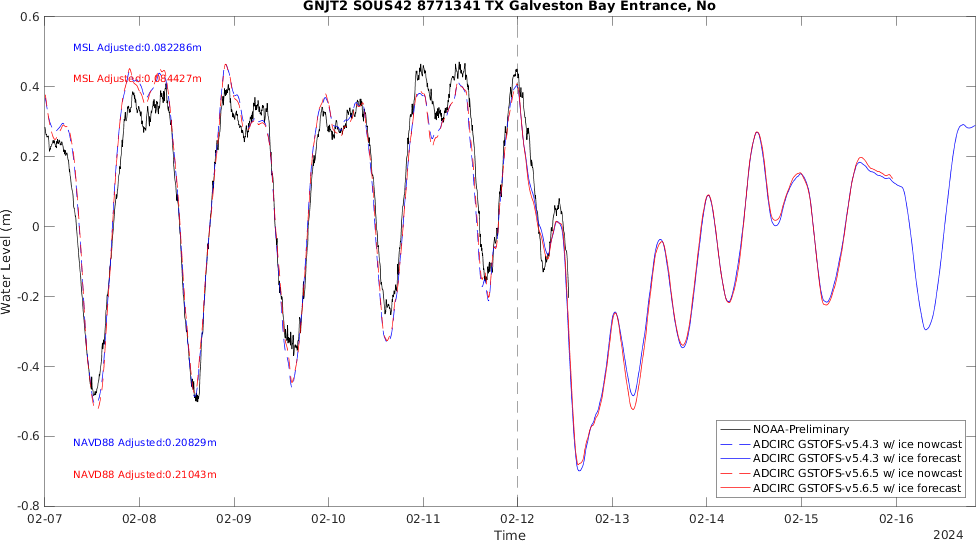 GNJT2 SOUS42 8771341 TX Galveston Bay Entrance, No
0.6
MSL Adjusted:0.082286m
MSL Adjusted:0.084427m
0.4
0.2
0
-0.2
-0.4
-0.6
-0.8
Water Level (m)
NAVD88 Adjusted:0.20829m
NAVD88 Adjusted:0.21043m
NOAA-Preliminary
ADCIRC GSTOFS-v5.4.3 w/ ice nowcast
ADCIRC GSTOFS-v5.4.3 w/ ice forecast
ADCIRC GSTOFS-v5.6.5 w/ ice nowcast
ADCIRC GSTOFS-v5.6.5 w/ ice forecast
02-07 02-08 02-09 02-10 02-11 02-12 02-13 02-14 02-15 02-16
Time
2024